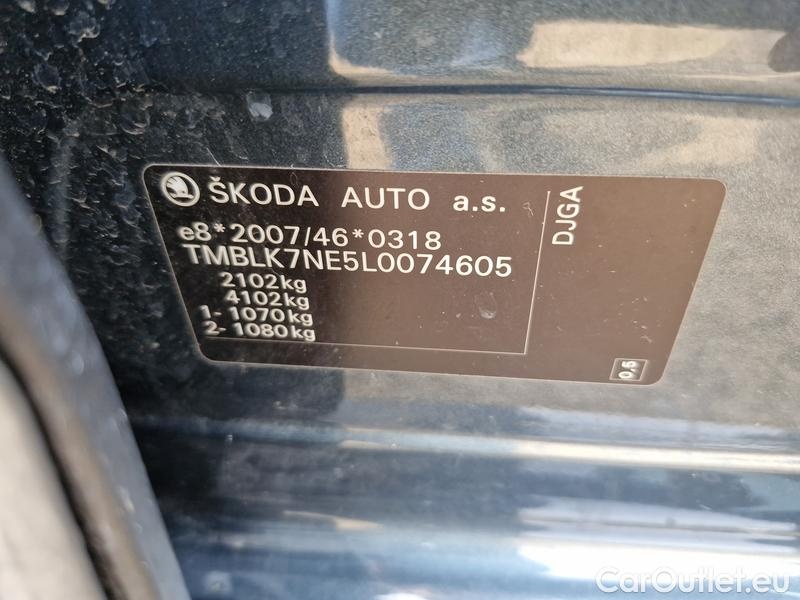 ŠKODA AUTO a.s.
e8*2007/46*0318
TMBLK7NE5L0074605
2102kg
4102kg
1- 1070kg
2- 1080kg
DJGA
0,5
CarOutlet.eu